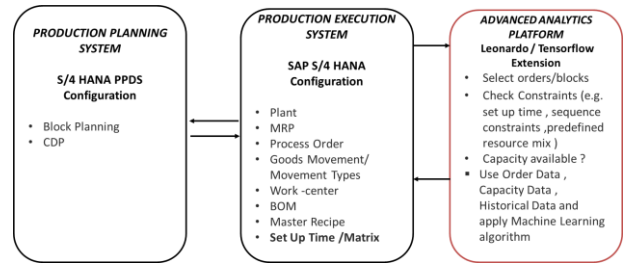 PRODUCTION PLANNING
SYSTEM
S/4 HANA PPDS
Configuration
• Block Planning
• CDP
PRODUCTION EXECUTION
SYSTEM
SAP S/4 HANA
Configuration
• Plant
• MRP
• Process Order
• Goods Movement/
Movement Types
• Work -center
• BOM
• Master Recipe
• Set Up Time /Matrix
ADVANCED ANALYTICS
PLATFORM
Leonardo / Tensorflow
Extension
• Select orders/blocks
• Check Constraints (e.g.
set up time , sequence
constraints ,predefined
resource mix )
• Capacity available ?
▪ Use Order Data ,
Capacity Data ,
Historical Data and
apply Machine Learning
algorithm